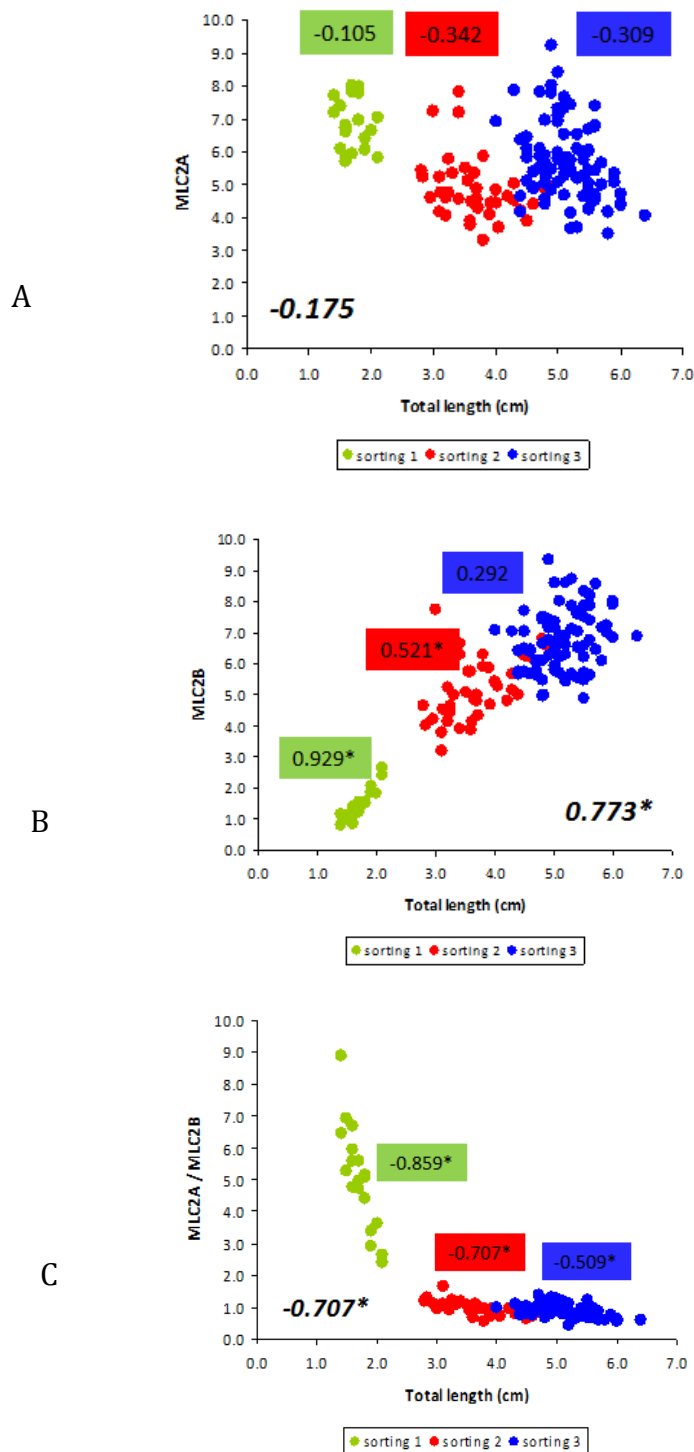 A
10.0
9.0
8.0
7.0
6.0
5.0
4.0
3.0
2.0
1.0
0.0
MLC2A
-0.105 -0.342 -0.309
-0.175
0.0 1.0 2.0 3.0 4.0 5.0 6.0 7.0
Total length (cm)
sorting 1 sorting 2 sorting 3
B
10.0
9.0
8.0
7.0
6.0
5.0
4.0
3.0
2.0
1.0
0.0
MLC2B
0.292
0.521*
0.929*
0.773*
0.0 1.0 2.0 3.0 4.0 5.0 6.0 7.0
Total length (cm)
sorting 1 sorting 2 sorting 3
C
10.0
9.0
8.0
7.0
6.0
5.0
4.0
3.0
2.0
1.0
0.0
MLC2A / MLC2B
-0.859*
-0.707* -0.509*
-0.707*
0.0 1.0 2.0 3.0 4.0 5.0 6.0 7.0
Total length (cm)
sorting 1 sorting 2 sorting 3